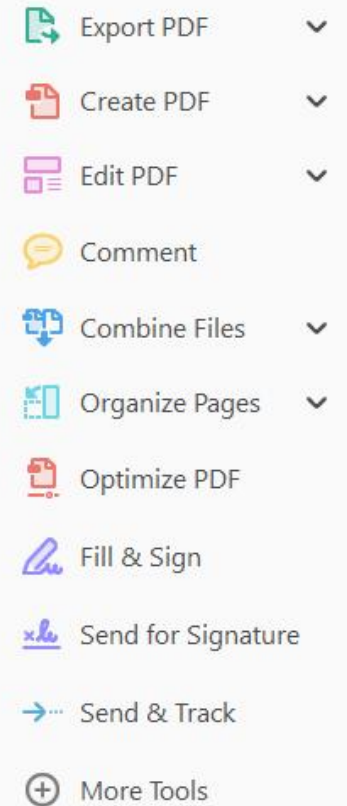 Export PDF
Create PDF
Edit PDF
Comment
Combine Files
Organize Pages
Optimize PDF
Fill & Sign
Send for Signature
Send & Track
More Tools